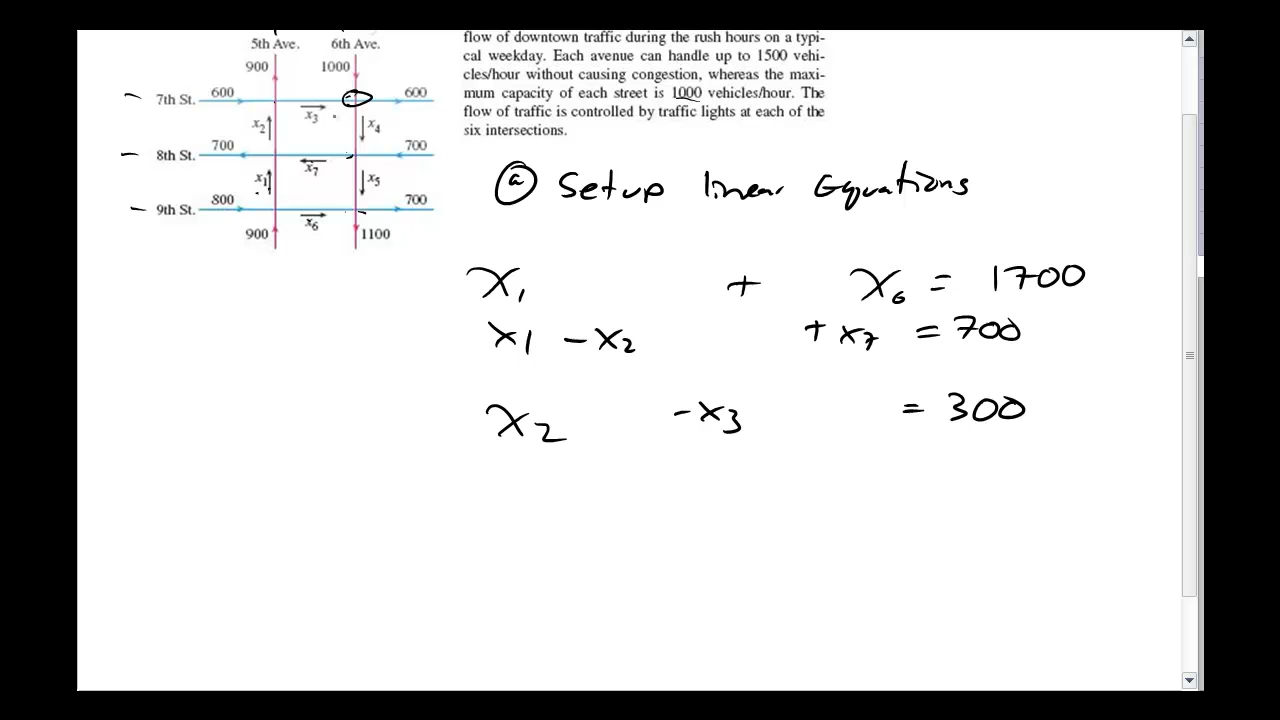 5th Ave. 6th Ave.
900 1000
7th St. 600 600
x3
x2 x4
8th St. 700 700
x7
x1 x5
9th St. 800 700
x6
900 1100
flow of downtown traffic during the rush hours on a typi-
cal weekday. Each avenue can handle up to 1500 vehi-
cles/hour without causing congestion, whereas the maxi-
mum capacity of each street is 1000 vehicles/hour. The
flow of traffic is controlled by traffic lights at each of the
six intersections.
a Setup linear Equations
x1 + x6 = 1700
x1 - x2 + x7 = 700
x2 - x3 = 300